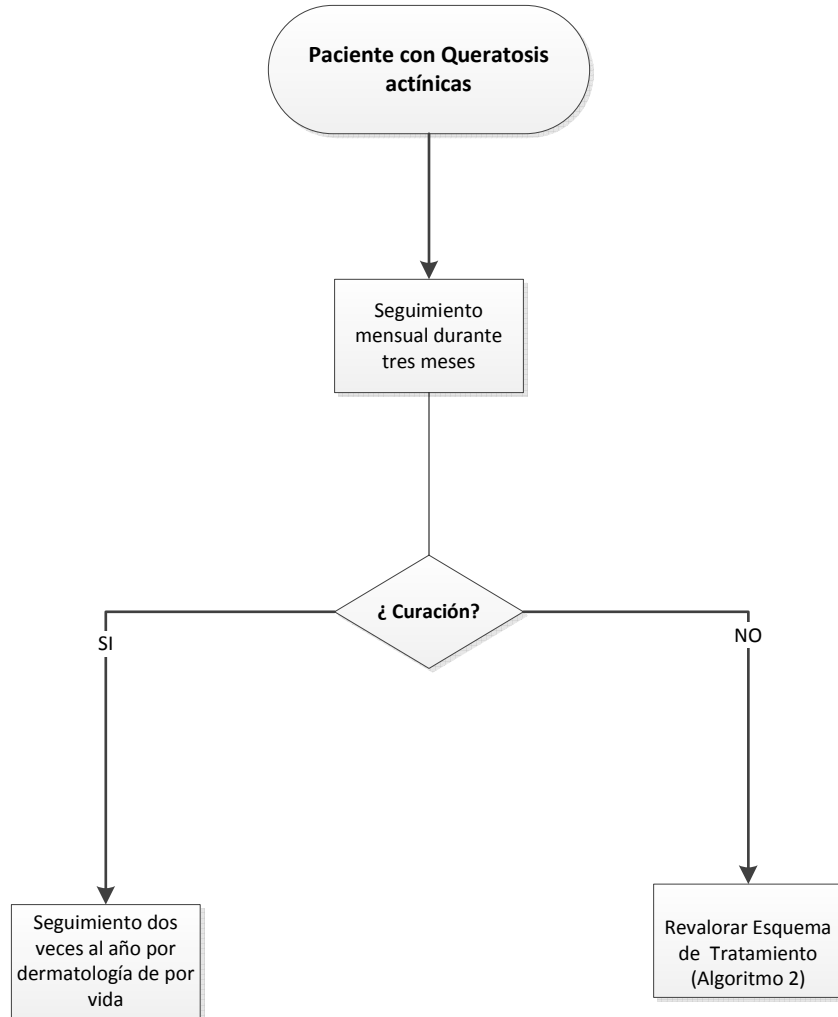 Paciente con Queratosis
actínicas
Seguimiento
mensual durante
tres meses
¿ Curación?
SI
NO
Seguimiento dos
veces al año por
dermatología de por
vida
Revalorar Esquema
de Tratamiento
(Algoritmo 2)